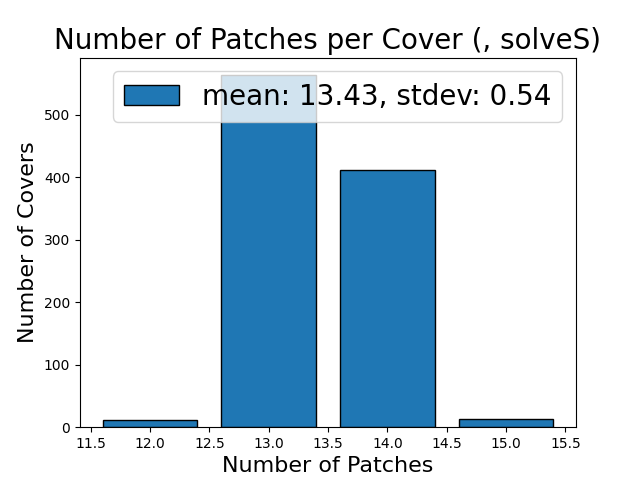 Number of Patches per Cover (, solveS)
mean: 13.43, stdev: 0.54
Number of Covers
500
400
300
200
100
0
11.5 12.0 12.5 13.0 13.5 14.0 14.5 15.0 15.5
Number of Patches